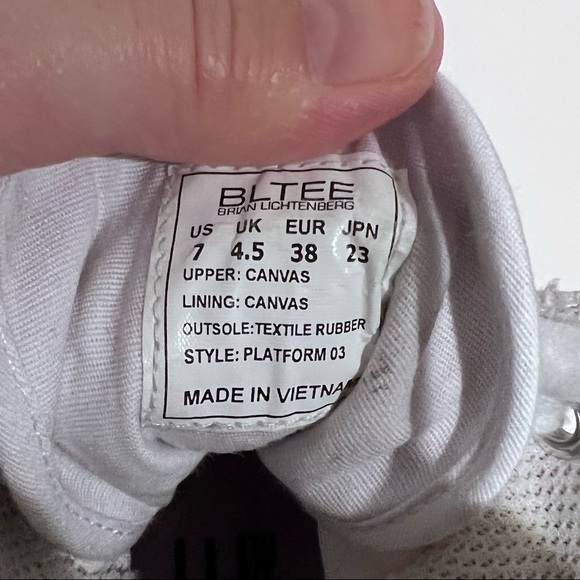 BLTEE
BRIAN LICHTENBERG
US UK EUR JPN
7 4.5 38 23
UPPER: CANVAS
LINING: CANVAS
OUTSOLE:TEXTILE RUBBER
STYLE: PLATFORM 03
MADE IN VIETNAM